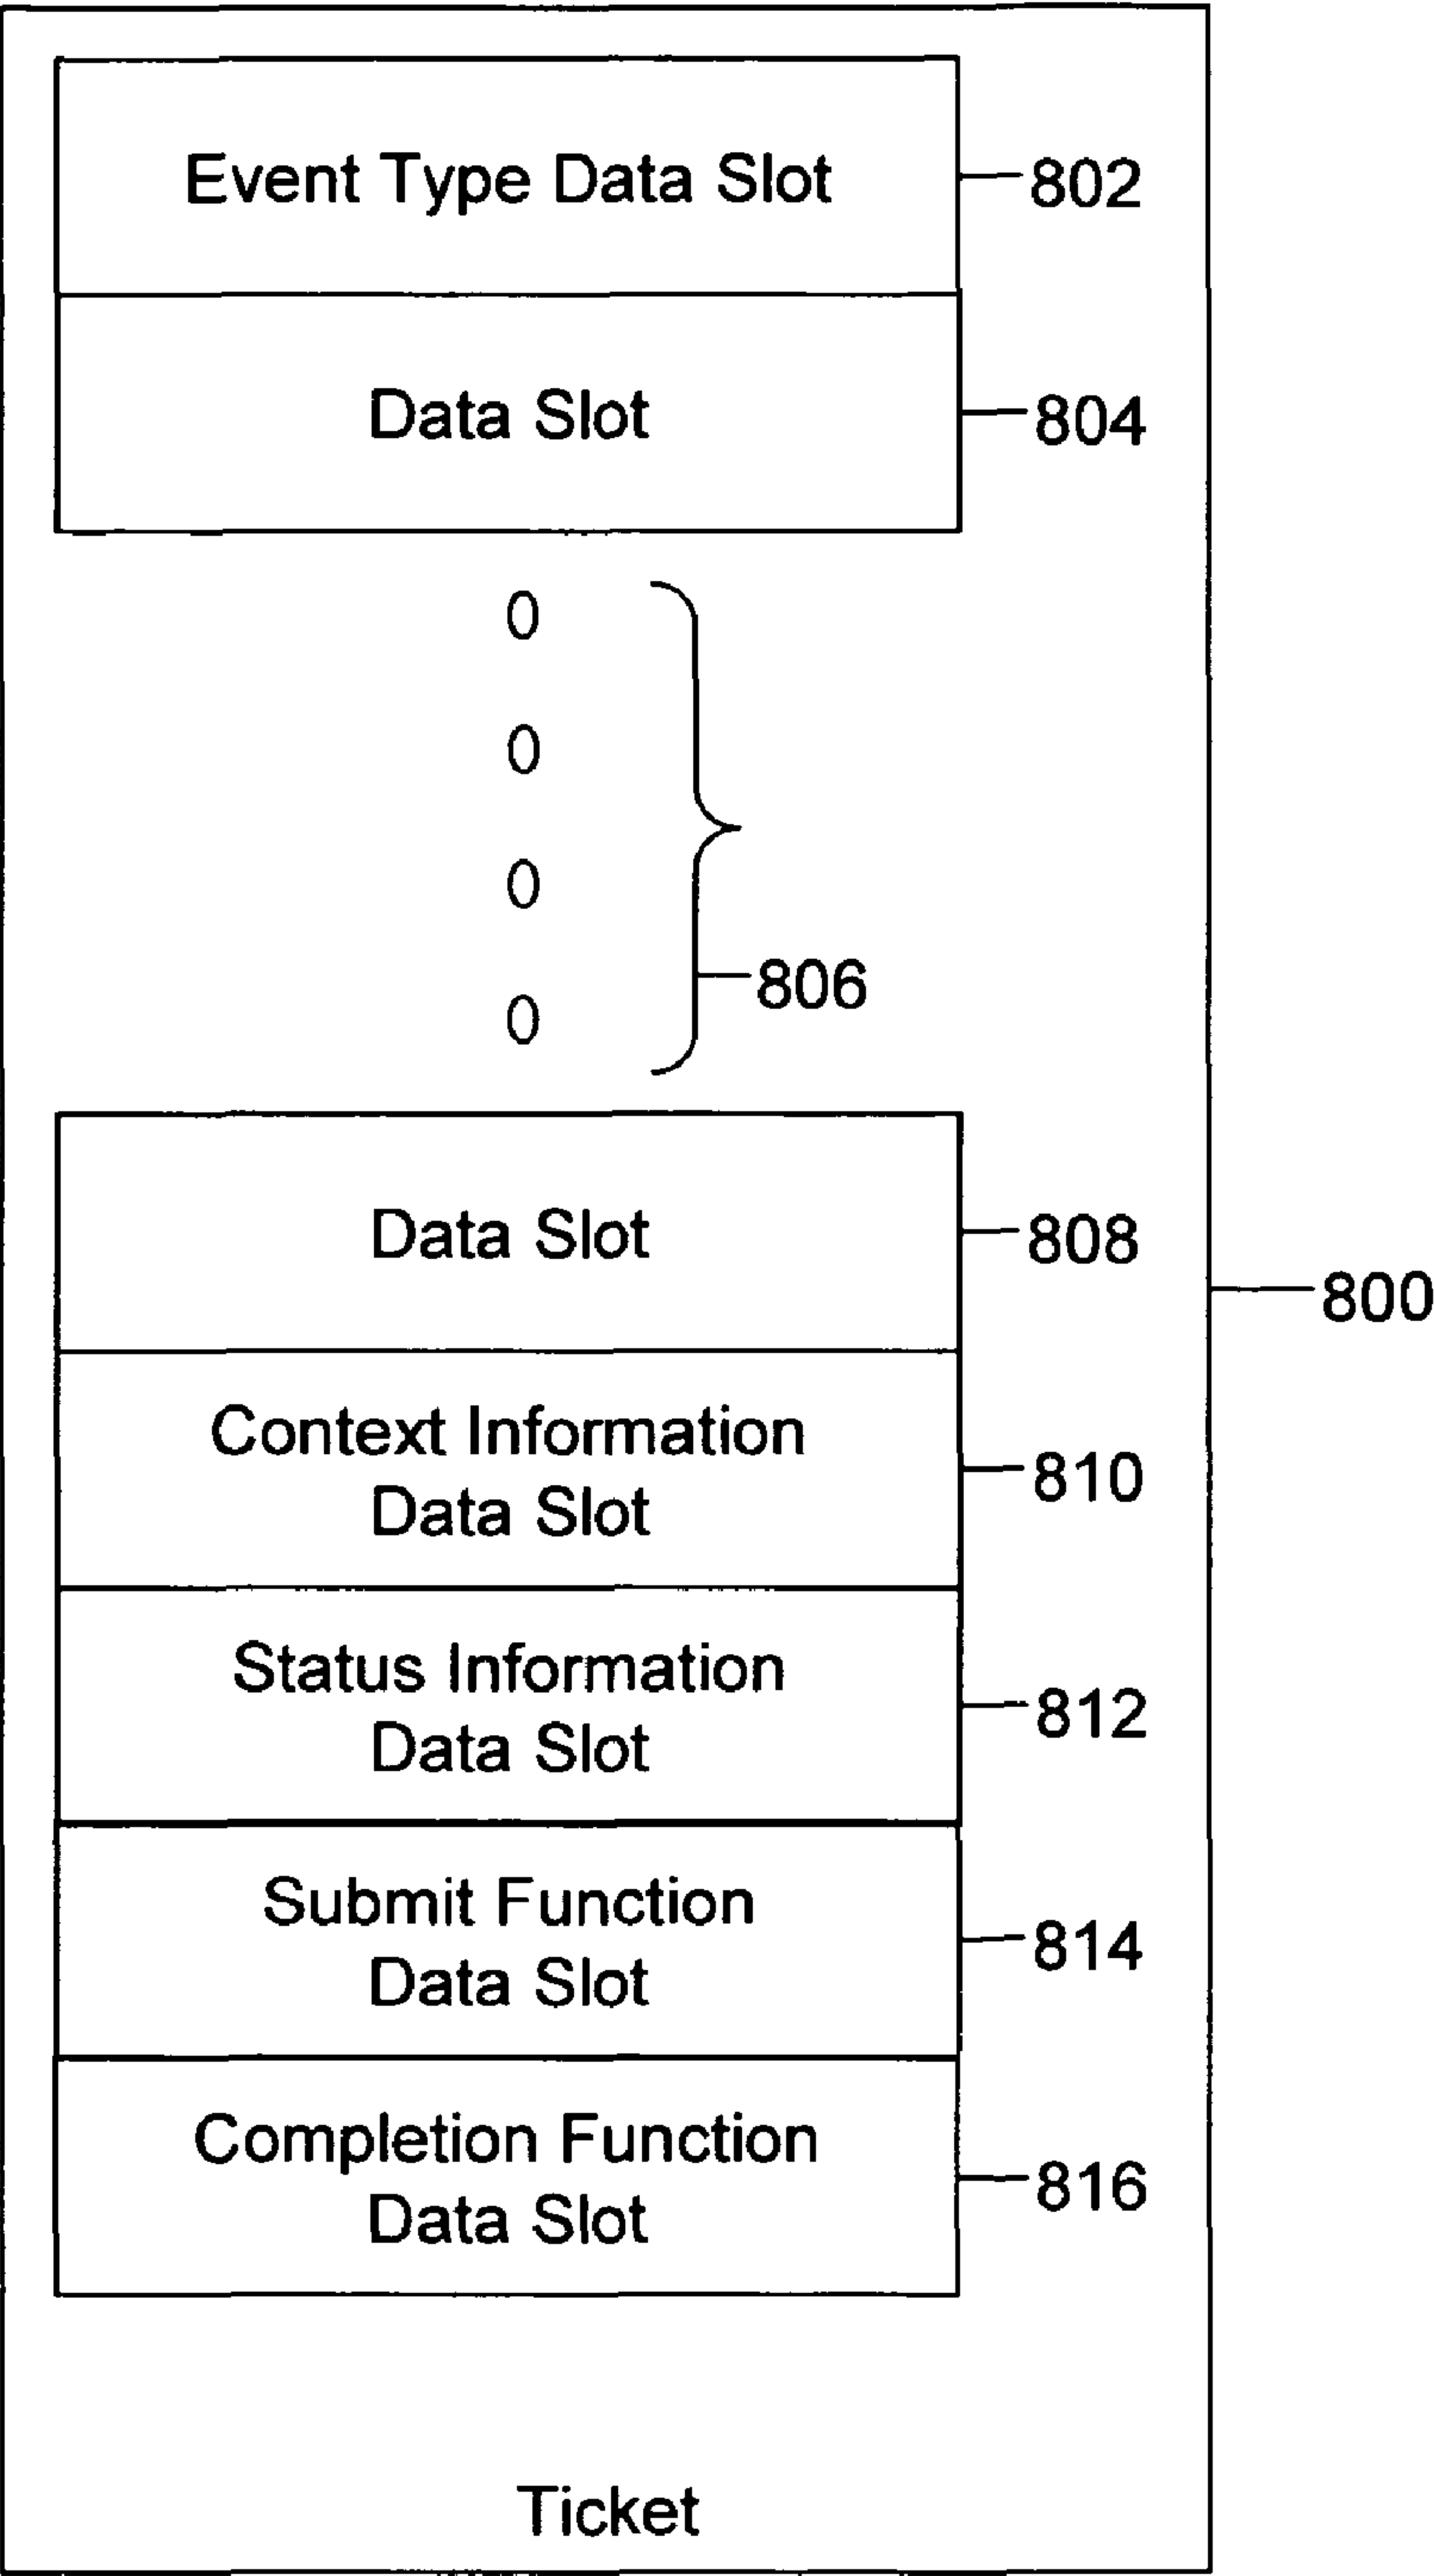 Event Type Data Slot
802
Data Slot
804
0
0
0
0
806
Data Slot
808
800
Context Information
Data Slot
810
Status Information
Data Slot
812
Submit Function
Data Slot
814
Completion Function
Data Slot
816
Ticket